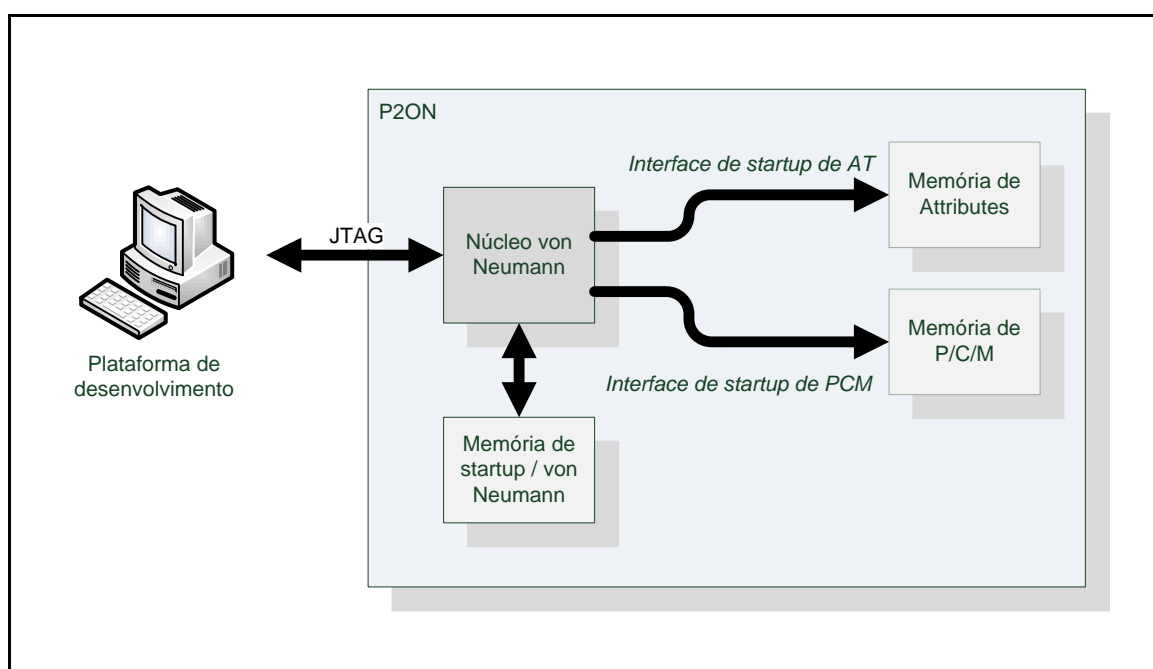 P2ON
Interface de startup de AT
Memória de
Attributes
JTAG
Núcleo von
Neumann
Memória de
P/C/M
Plataforma de
desenvolvimento
Interface de startup de PCM
Memória de
startup / von
Neumann